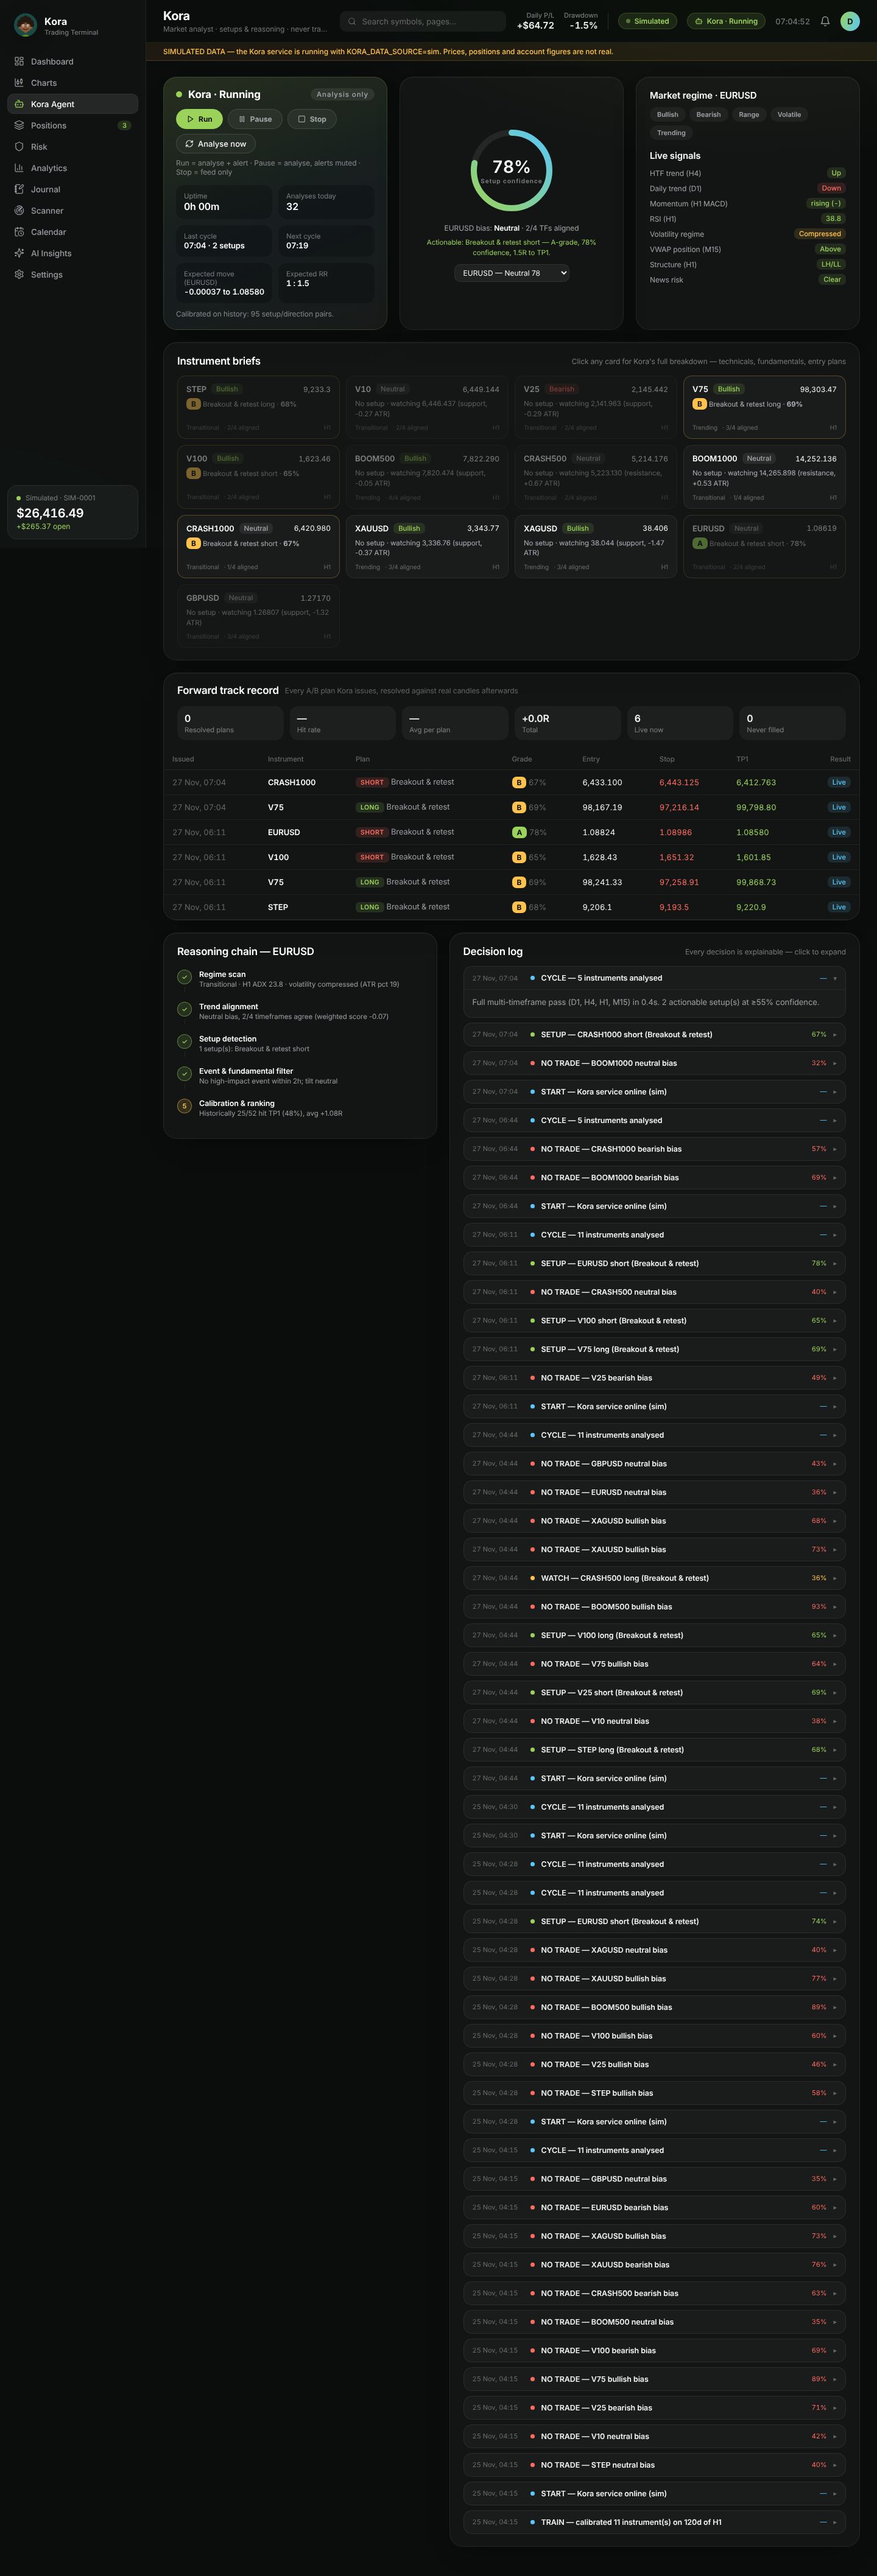 Kora
Trading Terminal
Dashboard
Charts
Kora Agent
Positions 3
Risk
Analytics
Journal
Scanner
Calendar
AI Insights
Settings
Simulated · SIM-0001
$26,416.49
+$265.37 open
Kora
Market analyst · setups & reasoning · never tra...
Search symbols, pages...
Daily P/L
+$64.72
Drawdown
-1.5%
Simulated
Kora · Running
07:04:52
D
SIMULATED DATA — the Kora service is running with KORA_DATA_SOURCE=sim. Prices, positions and account figures are not real.
Kora · Running
Analysis only
Run
Pause
Stop
Analyse now
Run = analyse + alert · Pause = analyse, alerts muted ·
Stop = feed only
Uptime
0h 00m
Analyses today
32
Last cycle
07:04 · 2 setups
Next cycle
07:19
Expected move
(EURUSD)
-0.00037 to 1.08580
Expected RR
1 : 1.5
Calibrated on history: 95 setup/direction pairs.
78%
Setup confidence
EURUSD bias: Neutral · 2/4 TFs aligned
Actionable: Breakout & retest short — A-grade, 78%
confidence, 1.5R to TP1.
EURUSD — Neutral 78
Market regime · EURUSD
Bullish
Bearish
Range
Volatile
Trending
Live signals
HTF trend (H4) Up
Daily trend (D1) Down
Momentum (H1 MACD) rising (-)
RSI (H1) 38.8
Volatility regime Compressed
VWAP position (M15) Above
Structure (H1) LH/LL
News risk Clear
Instrument briefs
Click any card for Kora's full breakdown — technicals, fundamentals, entry plans
STEP Bullish 9,233.3
B Breakout & retest long · 68%
Transitional · 3/4 aligned H1
V10 Neutral 6,449.144
No setup · watching 6,446.437 (support,
-0.27 ATR)
Transitional · 3/4 aligned H1
V25 Bearish 2,145.442
No setup · watching 2,141.983 (support,
-0.29 ATR)
Transitional · 3/4 aligned H1
V75 Bullish 98,303.47
B Breakout & retest long · 69%
Trending · 3/4 aligned H1
V100 Bullish 1,623.46
B Breakout & retest short · 65%
Transitional · 2/4 aligned H1
BOOM500 Bullish 7,822.290
No setup · watching 7,820.474 (support,
-0.05 ATR)
Trending · 4/4 aligned H1
CRASH500 Neutral 5,214.176
No setup · watching 5,223.130 (resistance,
+0.67 ATR)
Transitional · 2/4 aligned H1
BOOM1000 Neutral 14,252.136
No setup · watching 14,265.898 (resistance,
+0.53 ATR)
Transitional · 1/4 aligned H1
CRASH1000 Neutral 6,420.980
B Breakout & retest short · 67%
Transitional · 1/4 aligned H1
XAUUSD Bullish 3,343.77
No setup · watching 3,336.76 (support,
-0.37 ATR)
Trending · 3/4 aligned H1
XAGUSD Bullish 38.406
No setup · watching 38.044 (support, -1.47
ATR)
Trending · 3/4 aligned H1
EURUSD Neutral 1.08619
A Breakout & retest short · 78%
Transitional · 2/4 aligned H1
GBPUSD Neutral 1.27170
No setup · watching 1.26807 (support, -1.32
ATR)
Transitional · 3/4 aligned H1
Forward track record Every A/B plan Kora issues, resolved against real candles afterwards
0
Resolved plans
—
Hit rate
—
Avg per plan
+0.0R
Total
6
Live now
0
Never filled
Issued Instrument Plan Grade Entry Stop TP1 Result
27 Nov, 07:04 CRASH1000 SHORT Breakout & retest B 67% 6,433.100 6,443.125 6,412.763 Live
27 Nov, 07:04 V75 LONG Breakout & retest B 69% 98,167.19 97,216.14 99,798.80 Live
27 Nov, 06:11 EURUSD SHORT Breakout & retest A 78% 1.08824 1.08986 1.08580 Live
27 Nov, 06:11 V100 SHORT Breakout & retest B 65% 1,628.43 1,651.32 1,601.85 Live
27 Nov, 06:11 V75 LONG Breakout & retest B 69% 98,241.33 97,258.91 99,868.73 Live
27 Nov, 06:11 STEP LONG Breakout & retest B 68% 9,206.1 9,193.5 9,220.9 Live
Reasoning chain — EURUSD
Regime scan
Transitional · H1 ADX 23.8 · volatility compressed (ATR pct 19)
Trend alignment
Neutral bias, 2/4 timeframes agree (weighted score -0.07)
Setup detection
1 setup(s): Breakout & retest short
Event & fundamental filter
No high-impact event within 2h; tilt neutral
5 Calibration & ranking
Historically 25/52 hit TP1 (48%), avg +1.08R
Decision log
Every decision is explainable — click to expand
27 Nov, 07:04 CYCLE — 5 instruments analysed —
Full multi-timeframe pass (D1, H4, H1, M15) in 0.4s. 2 actionable setup(s) at ≥55% confidence.
27 Nov, 07:04 SETUP — CRASH1000 short (Breakout & retest) 67%
27 Nov, 07:04 NO TRADE — BOOM1000 neutral bias 32%
27 Nov, 07:04 START — Kora service online (sim) —
27 Nov, 06:44 CYCLE — 5 instruments analysed —
27 Nov, 06:44 NO TRADE — CRASH1000 bearish bias 57%
27 Nov, 06:44 NO TRADE — BOOM1000 bearish bias 69%
27 Nov, 06:44 START — Kora service online (sim) —
27 Nov, 06:11 CYCLE — 11 instruments analysed —
27 Nov, 06:11 SETUP — EURUSD short (Breakout & retest) 78%
27 Nov, 06:11 NO TRADE — CRASH500 neutral bias 40%
27 Nov, 06:11 SETUP — V100 short (Breakout & retest) 65%
27 Nov, 06:11 SETUP — V75 long (Breakout & retest) 69%
27 Nov, 06:11 NO TRADE — V25 bearish bias 49%
27 Nov, 06:11 START — Kora service online (sim) —
27 Nov, 04:44 CYCLE — 11 instruments analysed —
27 Nov, 04:44 NO TRADE — GBPUSD neutral bias 43%
27 Nov, 04:44 NO TRADE — EURUSD neutral bias 36%
27 Nov, 04:44 NO TRADE — XAGUSD bullish bias 68%
27 Nov, 04:44 NO TRADE — XAUUSD bullish bias 73%
27 Nov, 04:44 WATCH — CRASH500 long (Breakout & retest) 36%
27 Nov, 04:44 NO TRADE — BOOM500 bullish bias 93%
27 Nov, 04:44 SETUP — V100 long (Breakout & retest) 65%
27 Nov, 04:44 NO TRADE — V75 bullish bias 64%
27 Nov, 04:44 SETUP — V25 short (Breakout & retest) 69%
27 Nov, 04:44 NO TRADE — V10 neutral bias 38%
27 Nov, 04:44 SETUP — STEP long (Breakout & retest) 68%
27 Nov, 04:44 START — Kora service online (sim) —
25 Nov, 04:30 CYCLE — 11 instruments analysed —
25 Nov, 04:30 START — Kora service online (sim) —
25 Nov, 04:28 CYCLE — 11 instruments analysed —
25 Nov, 04:28 CYCLE — 11 instruments analysed —
25 Nov, 04:28 SETUP — EURUSD short (Breakout & retest) 74%
25 Nov, 04:28 NO TRADE — XAGUSD neutral bias 40%
25 Nov, 04:28 NO TRADE — XAUUSD bullish bias 77%
25 Nov, 04:28 NO TRADE — BOOM500 bullish bias 89%
25 Nov, 04:28 NO TRADE — V100 bullish bias 60%
25 Nov, 04:28 NO TRADE — V25 bullish bias 46%
25 Nov, 04:28 NO TRADE — STEP bullish bias 58%
25 Nov, 04:28 START — Kora service online (sim) —
25 Nov, 04:15 CYCLE — 11 instruments analysed —
25 Nov, 04:15 NO TRADE — GBPUSD neutral bias 35%
25 Nov, 04:15 NO TRADE — EURUSD bearish bias 60%
25 Nov, 04:15 NO TRADE — XAGUSD bullish bias 73%
25 Nov, 04:15 NO TRADE — XAUUSD bearish bias 76%
25 Nov, 04:15 NO TRADE — CRASH500 bearish bias 63%
25 Nov, 04:15 NO TRADE — BOOM500 neutral bias 35%
25 Nov, 04:15 NO TRADE — V100 bearish bias 69%
25 Nov, 04:15 NO TRADE — V75 bullish bias 89%
25 Nov, 04:15 NO TRADE — V25 bearish bias 71%
25 Nov, 04:15 NO TRADE — V10 neutral bias 42%
25 Nov, 04:15 NO TRADE — STEP neutral bias 40%
25 Nov, 04:15 START — Kora service online (sim) —
25 Nov, 04:15 TRAIN — calibrated 11 instrument(s) on 120d of H1 —